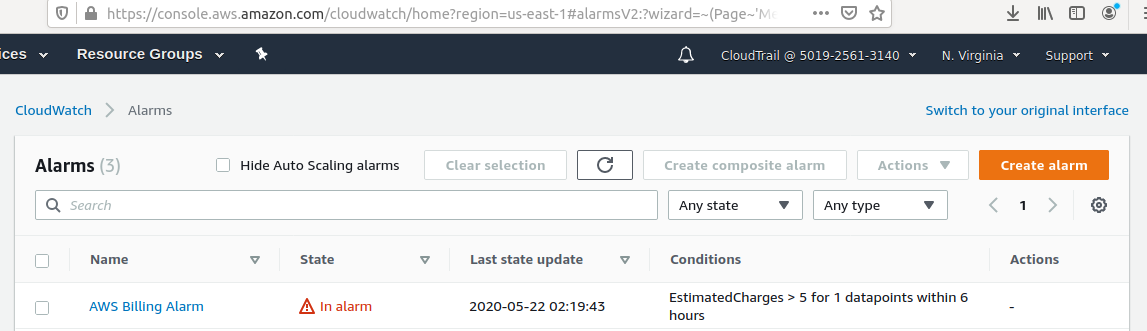 https://console.aws.amazon.com/cloudwatch/home?region=us-east-1#alarmsV2:?wizard=~(Page~'Me
ces Resource Groups CloudTrail @ 5019-2561-3140 N. Virginia Support
CloudWatch Alarms Switch to your original interface
Alarms (3) Hide Auto Scaling alarms Clear selection Create composite alarm Actions Create alarm
Search Any state Any type 1
Name State Last state update Conditions Actions
AWS Billing Alarm In alarm 2020-05-22 02:19:43 EstimatedCharges > 5 for 1 datapoints within 6 -
hours